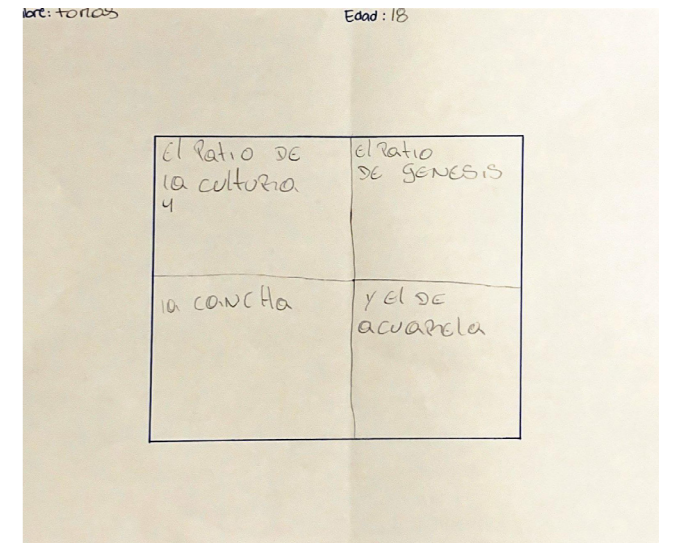 bre: tomas
Edad: 18
El Patio DE
la cultura
y
El Patio
DE GENESIS
la CANCHA
y El DE
acuarela